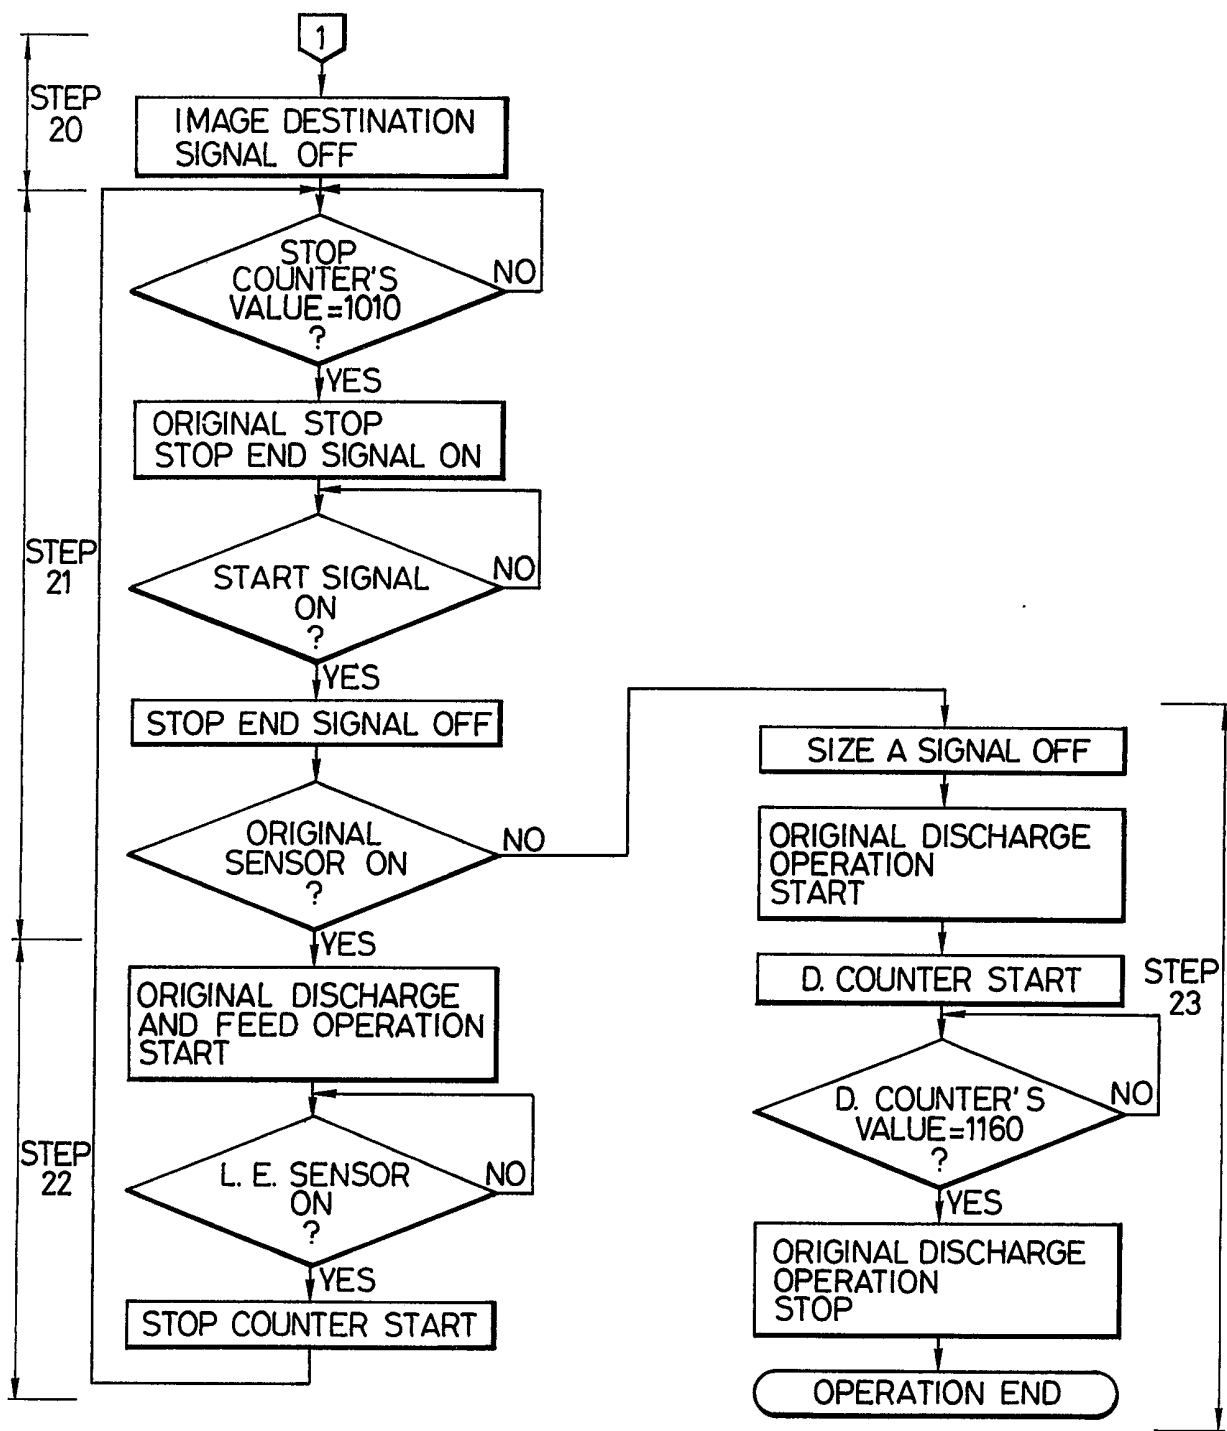 1
STEP
20
IMAGE DESTINATION
SIGNAL OFF
STOP
COUNTER'S
VALUE=1010
?
NO
YES
ORIGINAL STOP
STOP END SIGNAL ON
STEP
21
START SIGNAL
ON
?
NO
YES
STOP END SIGNAL OFF
ORIGINAL
SENSOR ON
?
NO
YES
ORIGINAL DISCHARGE
AND FEED OPERATION
START
STEP
22
L. E. SENSOR
ON
?
NO
YES
STOP COUNTER START
SIZE A SIGNAL OFF
ORIGINAL DISCHARGE
OPERATION
START
D. COUNTER START
STEP
23
D. COUNTER'S
VALUE=1160
?
NO
YES
ORIGINAL DISCHARGE
OPERATION
STOP
OPERATION END